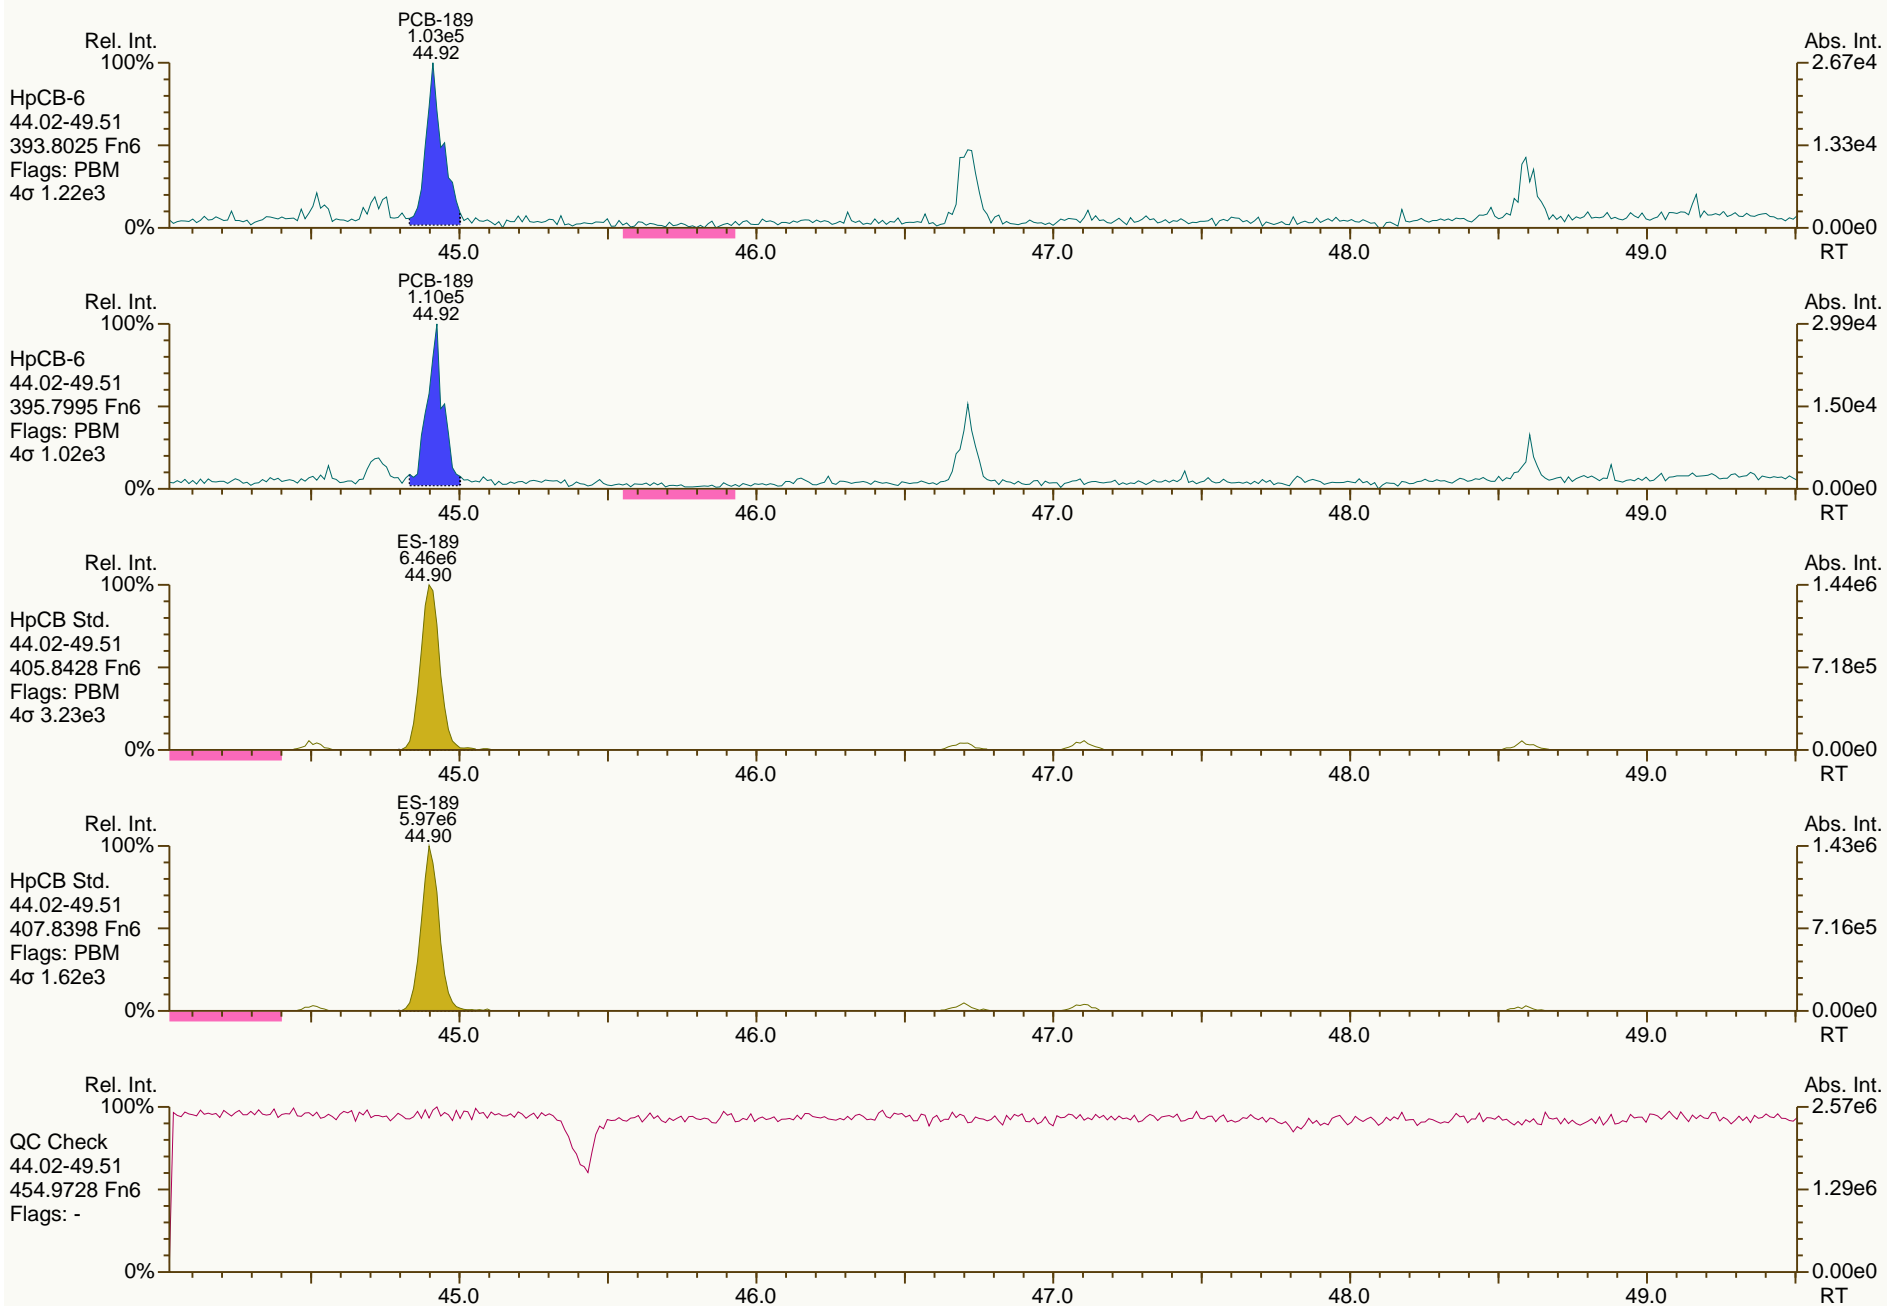 PCB-189
1.03e5
44.92
Rel. Int.
Abs. Int.
100%
2.67e4
HpCB-6
44.02-49.51
393.8025 Fn6
Flags: PBM
4σ 1.22e3
1.33e4
0%
0.00e0
45.0 46.0 47.0 48.0 49.0 RT
PCB-189
1.10e5
44.92
Rel. Int.
Abs. Int.
100%
2.99e4
HpCB-6
44.02-49.51
395.7995 Fn6
Flags: PBM
4σ 1.02e3
1.50e4
0%
0.00e0
45.0 46.0 47.0 48.0 49.0 RT
ES-189
6.46e6
44.90
Rel. Int.
Abs. Int.
100%
1.44e6
HpCB Std.
44.02-49.51
405.8428 Fn6
Flags: PBM
4σ 3.23e3
7.18e5
0%
0.00e0
45.0 46.0 47.0 48.0 49.0 RT
ES-189
5.97e6
44.90
Rel. Int.
Abs. Int.
100%
1.43e6
HpCB Std.
44.02-49.51
407.8398 Fn6
Flags: PBM
4σ 1.62e3
7.16e5
0%
0.00e0
45.0 46.0 47.0 48.0 49.0 RT
Rel. Int.
Abs. Int.
100%
2.57e6
QC Check
44.02-49.51
454.9728 Fn6
Flags: -
1.29e6
0%
0.00e0
45.0 46.0 47.0 48.0 49.0 RT